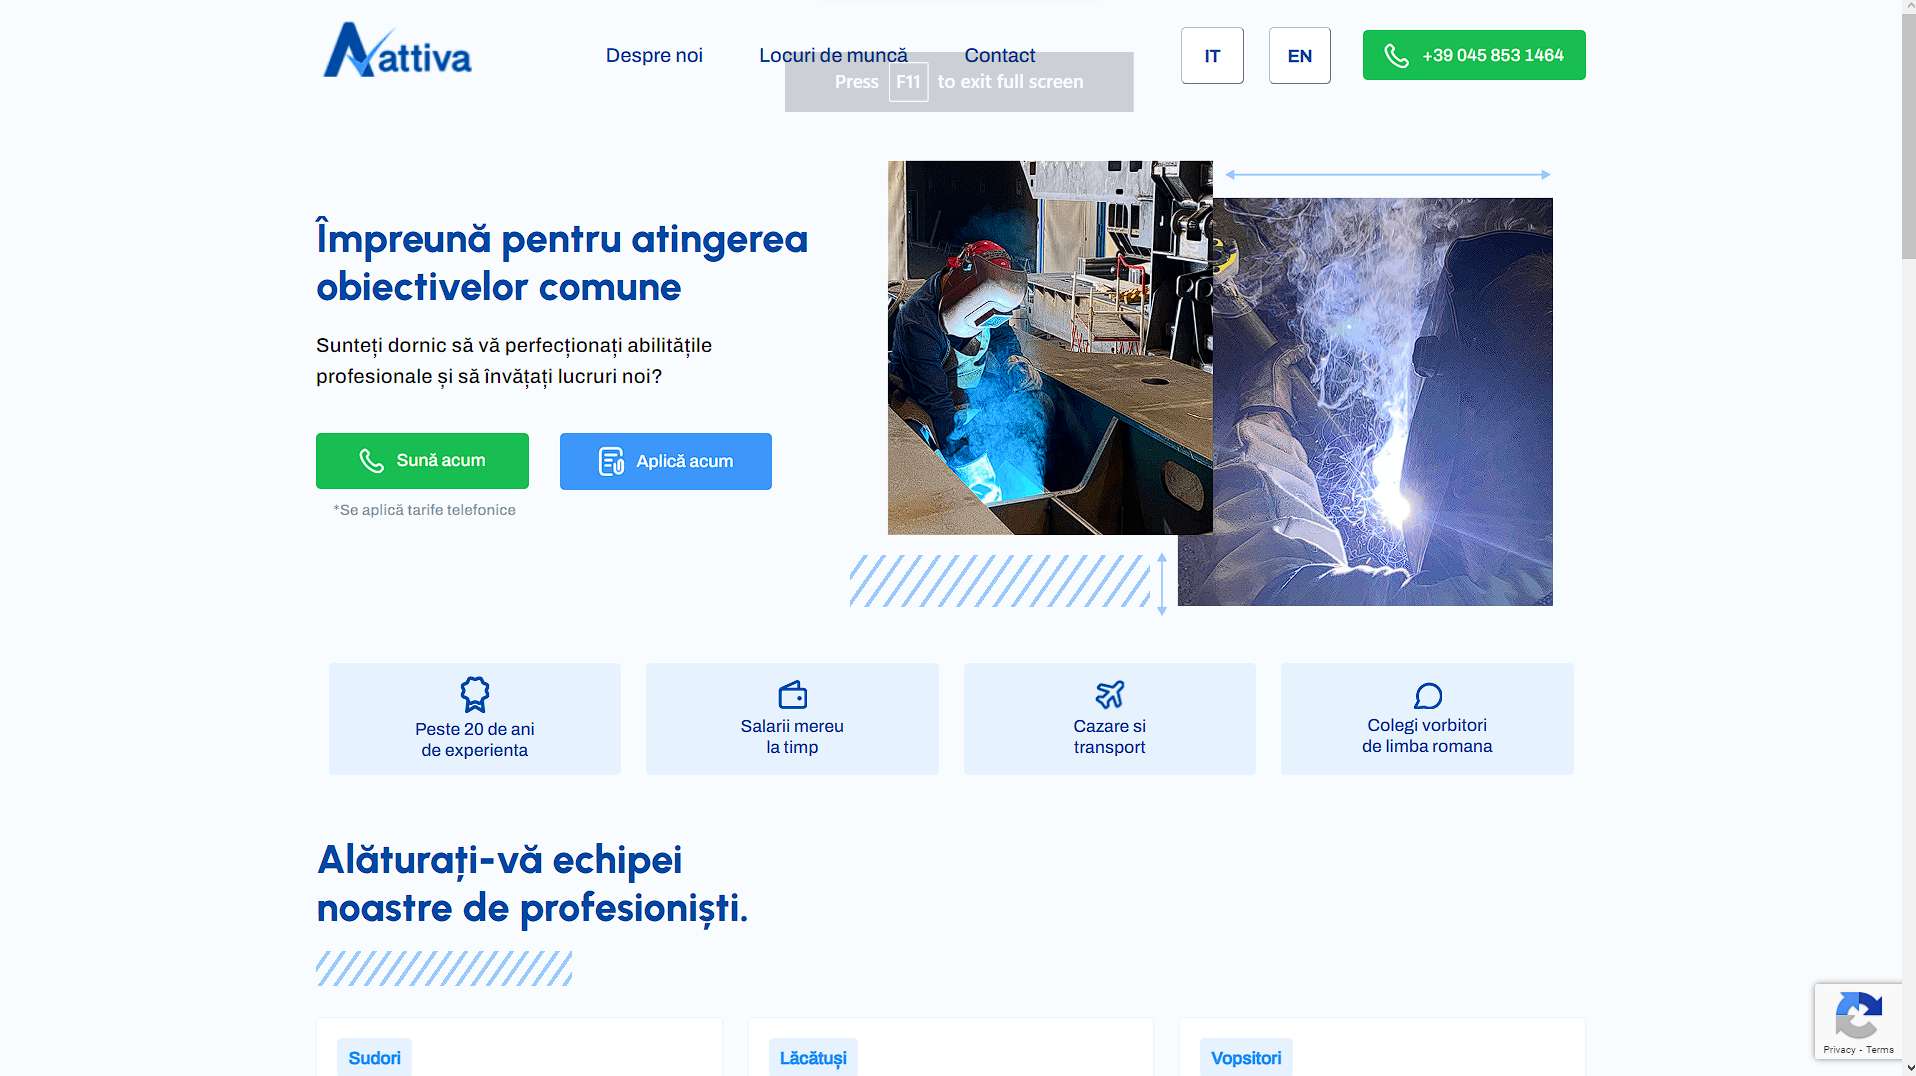 attiva
Despre noi
Locuri de muncă
Contact
IT
EN
+39 045 853 1464
Press F11 to exit full screen
Împreună pentru atingerea
obiectivelor comune
Sunteți dornic să vă perfecționați abilitățile
profesionale și să învățați lucruri noi?
Sună acum
Aplică acum
*Se aplică tarife telefonice
Peste 20 de ani
de experienta
Salarii mereu
la timp
Cazare si
transport
Colegi vorbitori
de limba romana
Alăturați-vă echipei
noastre de profesioniști.
Sudori
Lăcătuși
Vopsitori
Privacy - Terms